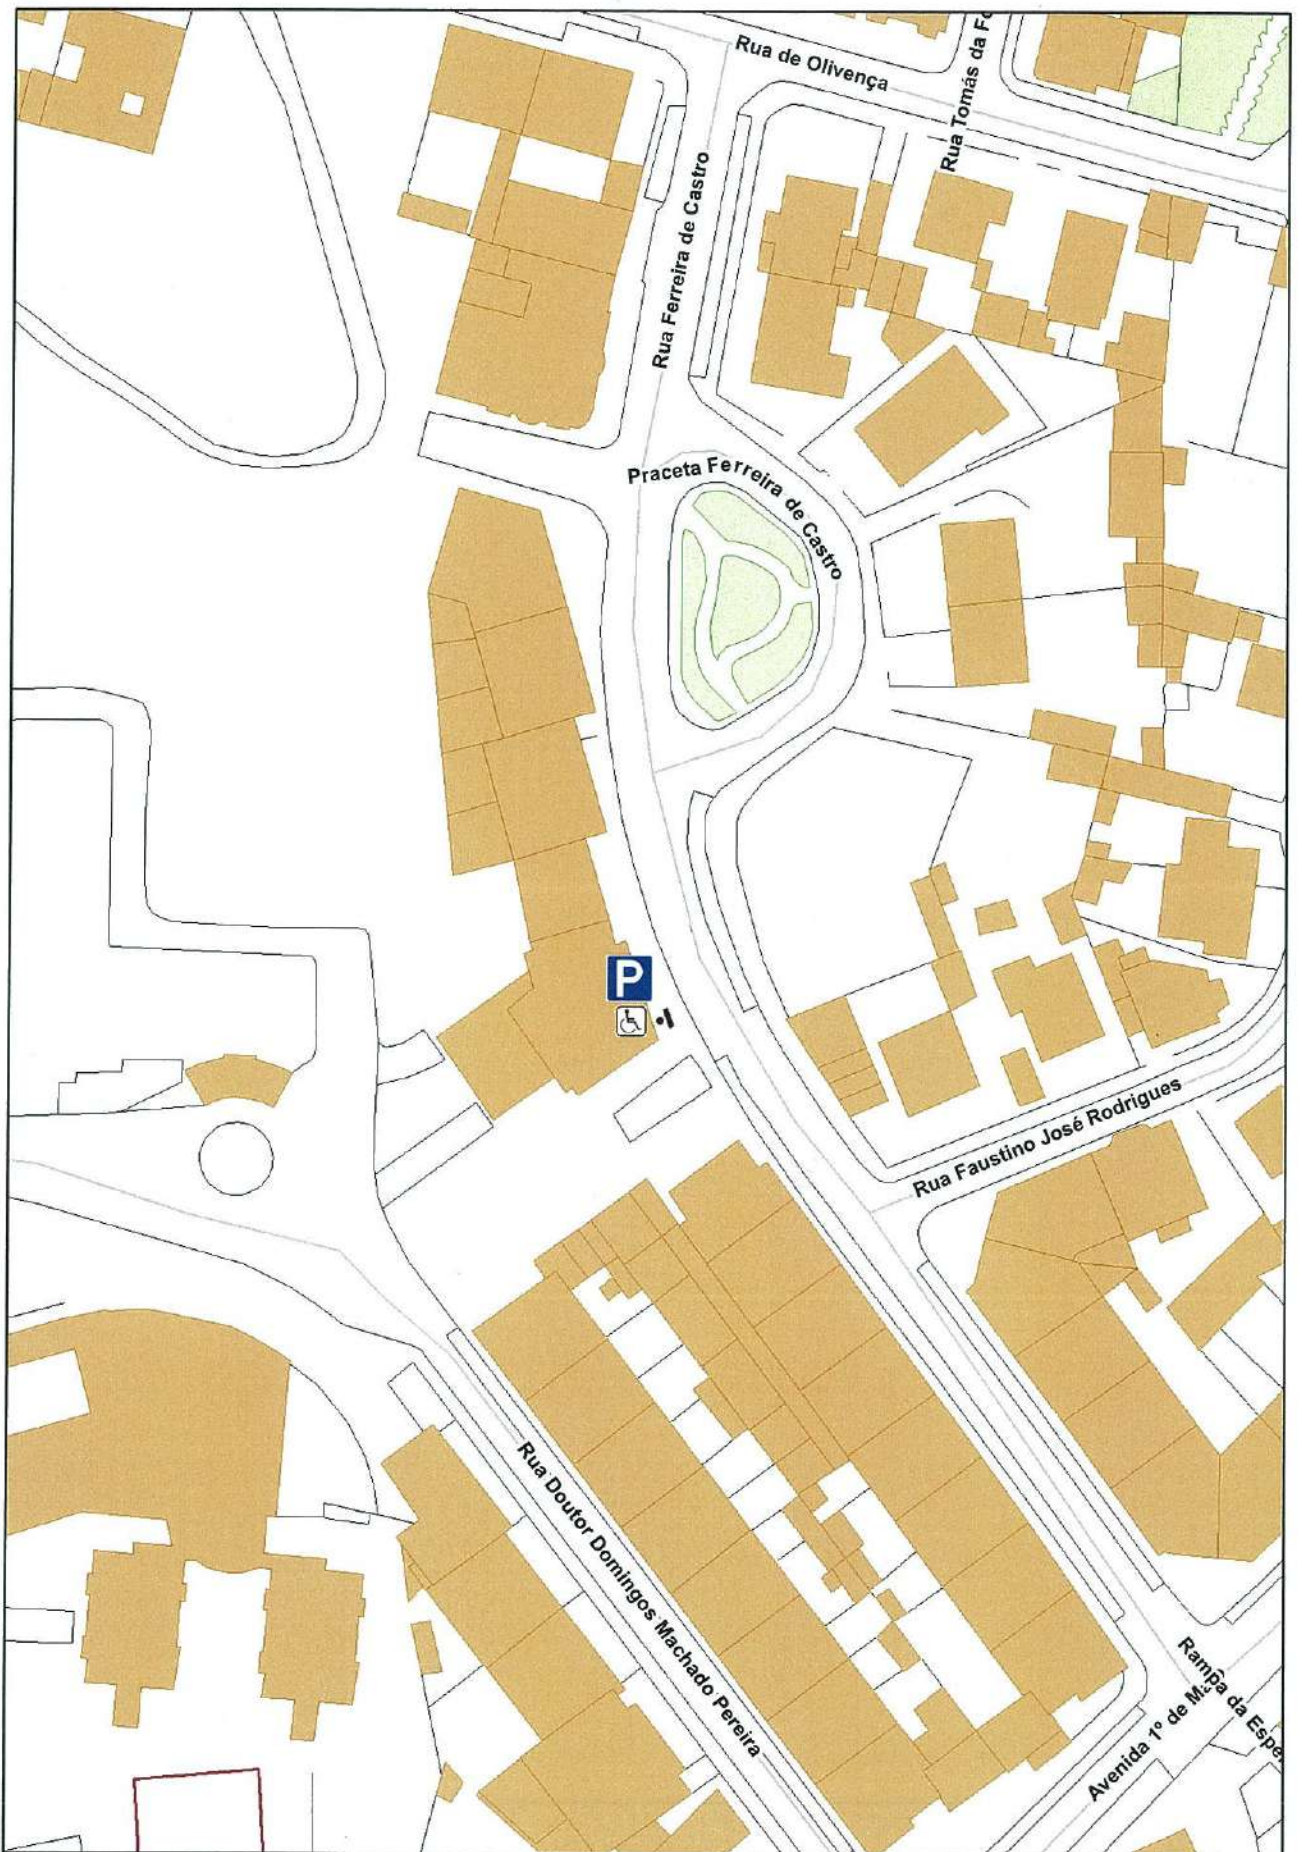 Rua de Olivença
Rua Tomás da
Rua Ferreira de Castro
Praceta Ferreira de Castro
P
Rua Faustino José Rodrigues
Rua Doutor Domingos Machado Pereira
Rampa da
Avenida 1º de